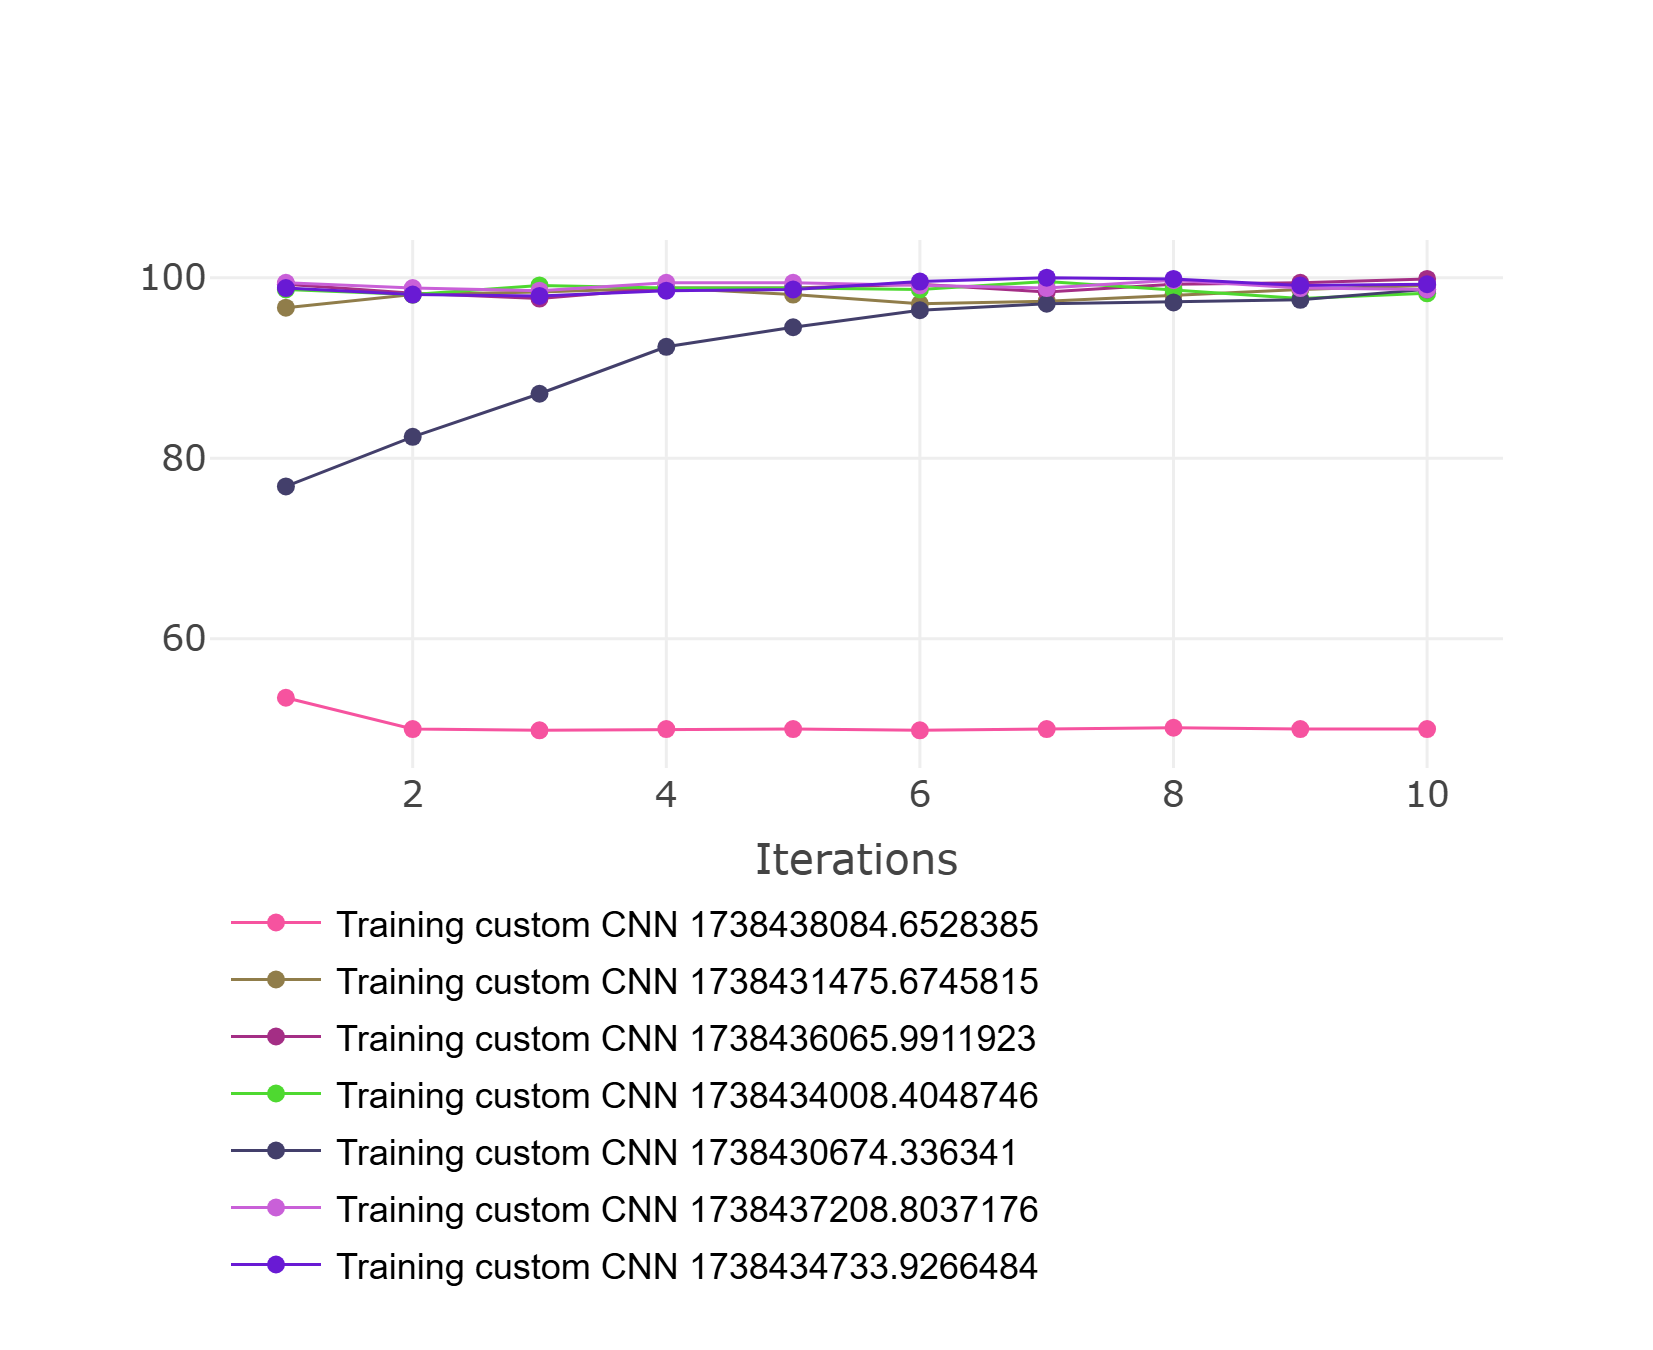 100
80
60
2 4 6 8 10
Iterations
Training custom CNN 1738438084.6528385
Training custom CNN 1738431475.6745815
Training custom CNN 1738436065.9911923
Training custom CNN 1738434008.4048746
Training custom CNN 1738430674.336341
Training custom CNN 1738437208.8037176
Training custom CNN 1738434733.9266484